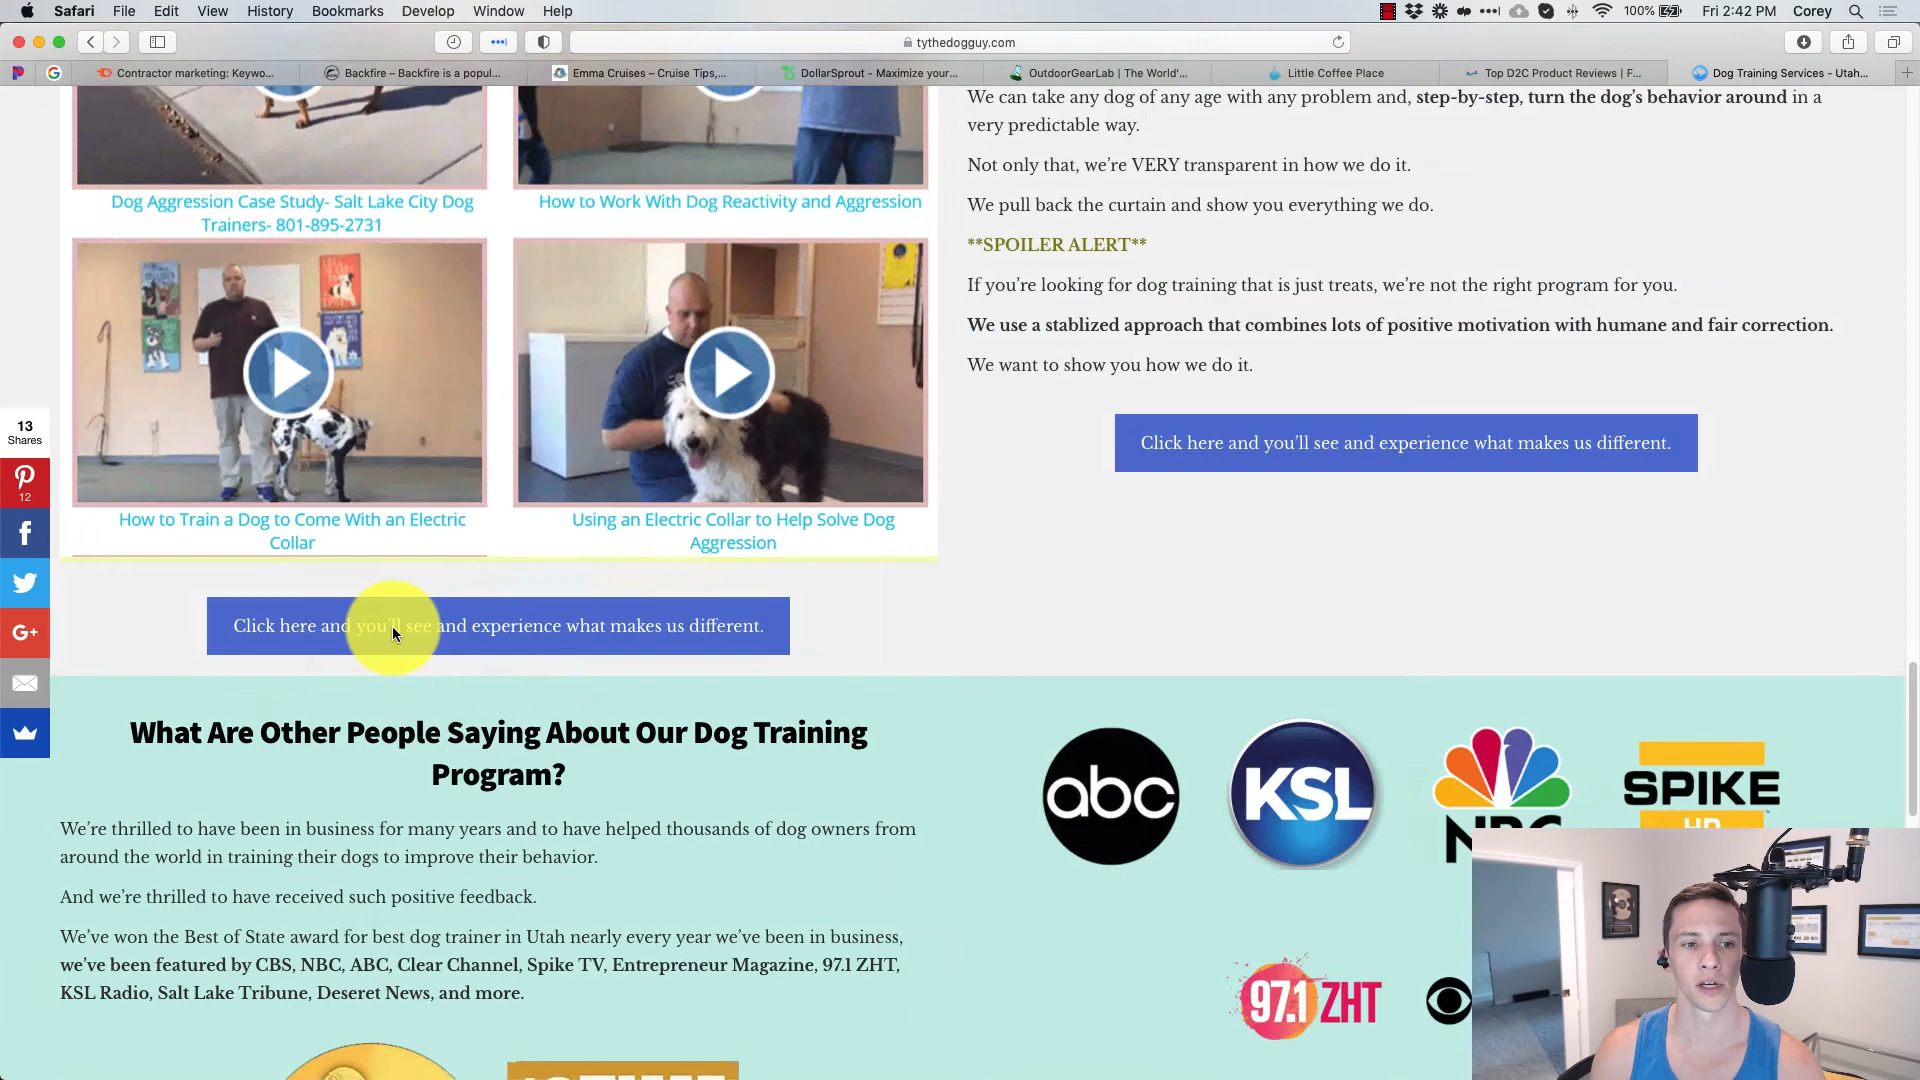 Safari File Edit View History Bookmarks Develop Window Help 100% Fri 2:42 PM Corey
tythedogguy.com
Contractor marketing: Keywo... Backfire – Backfire is a popul... Emma Cruises – Cruise Tips,... DollarSprout - Maximize your... OutdoorGearLab | The World'... Little Coffee Place Top D2C Product Reviews | F... Dog Training Services - Utah...
Dog Aggression Case Study- Salt Lake City Dog
Trainers- 801-895-2731
How to Work With Dog Reactivity and Aggression
How to Train a Dog to Come With an Electric
Collar
Using an Electric Collar to Help Solve Dog
Aggression
Click here and you'll see and experience what makes us different.
We can take any dog of any age with any problem and, step-by-step, turn the dog's behavior around in a
very predictable way.
Not only that, we're VERY transparent in how we do it.
We pull back the curtain and show you everything we do.
**SPOILER ALERT**
If you're looking for dog training that is just treats, we're not the right program for you.
We use a stablized approach that combines lots of positive motivation with humane and fair correction.
We want to show you how we do it.
Click here and you'll see and experience what makes us different.
13
Shares
12
G+
What Are Other People Saying About Our Dog Training
Program?
We're thrilled to have been in business for many years and to have helped thousands of dog owners from
around the world in training their dogs to improve their behavior.
And we're thrilled to have received such positive feedback.
We've won the Best of State award for best dog trainer in Utah nearly every year we've been in business,
we've been featured by CBS, NBC, ABC, Clear Channel, Spike TV, Entrepreneur Magazine, 97.1 ZHT,
KSL Radio, Salt Lake Tribune, Deseret News, and more.
abc
KSL
NBC
SPIKE
HD
97.1 ZHT